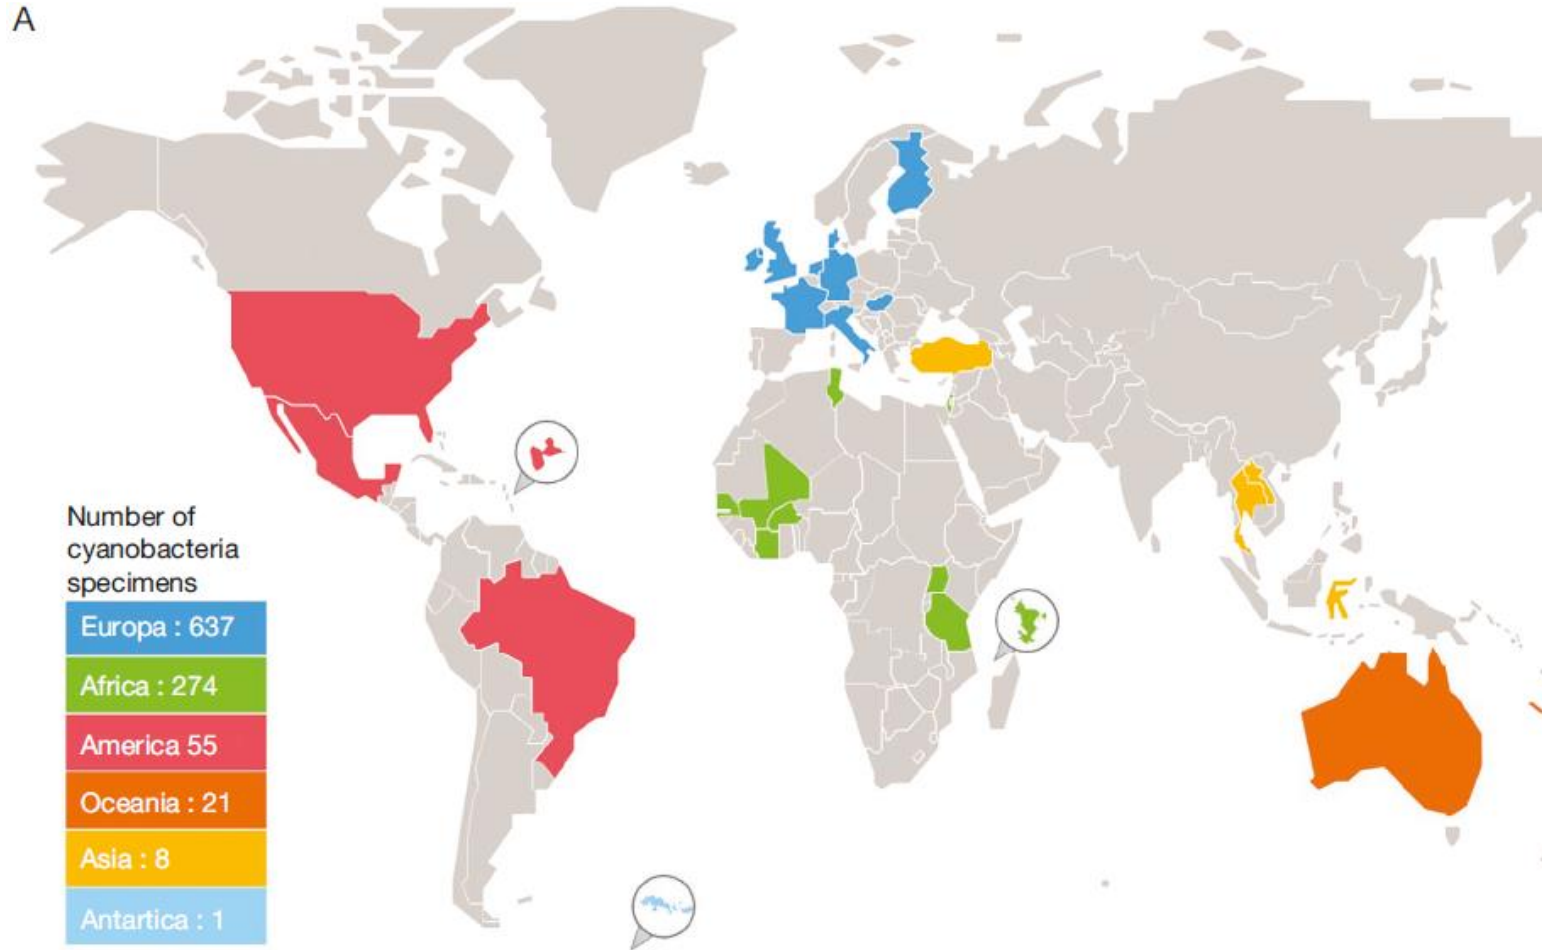 A
Number of
cyanobacteria
specimens
Europa : 637
Africa : 274
America 55
Oceania : 21
Asia : 8
Antartica : 1